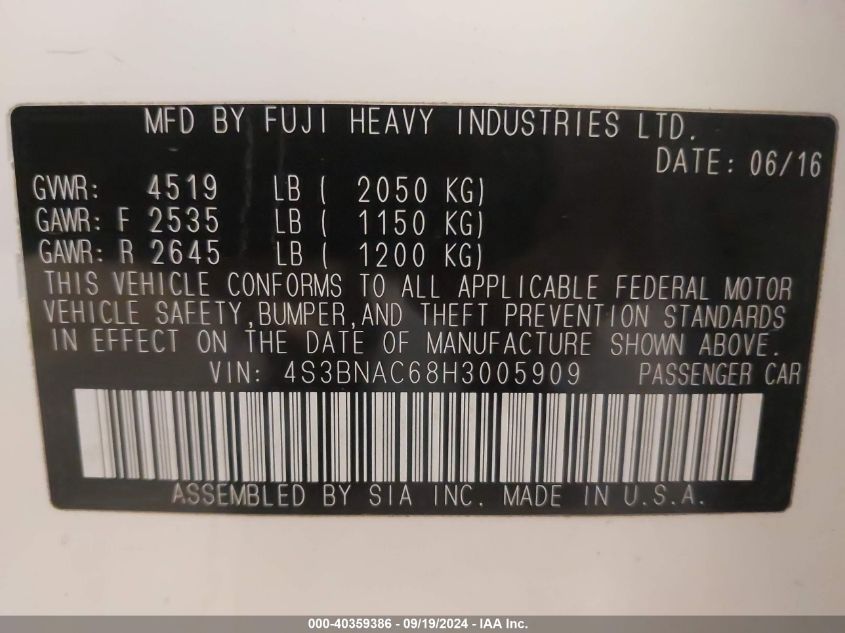 MFD BY FUJI HEAVY INDUSTRIES LTD.
DATE: 06/16
GVWR: 4519 LB ( 2050 KG)
GAWR: F 2535 LB ( 1150 KG)
GAWR: R 2645 LB ( 1200 KG)
THIS VEHICLE CONFORMS TO ALL APPLICABLE FEDERAL MOTOR
VEHICLE SAFETY,BUMPER,AND THEFT PREVENTION STANDARDS
IN EFFECT ON THE DATE OF MANUFACTURE SHOWN ABOVE.
VIN: 4S3BNAC68H3005909 PASSENGER CAR
ASSEMBLED BY SIA INC. MADE IN U.S.A.
000-40359386 - 09/19/2024 - IAA Inc.